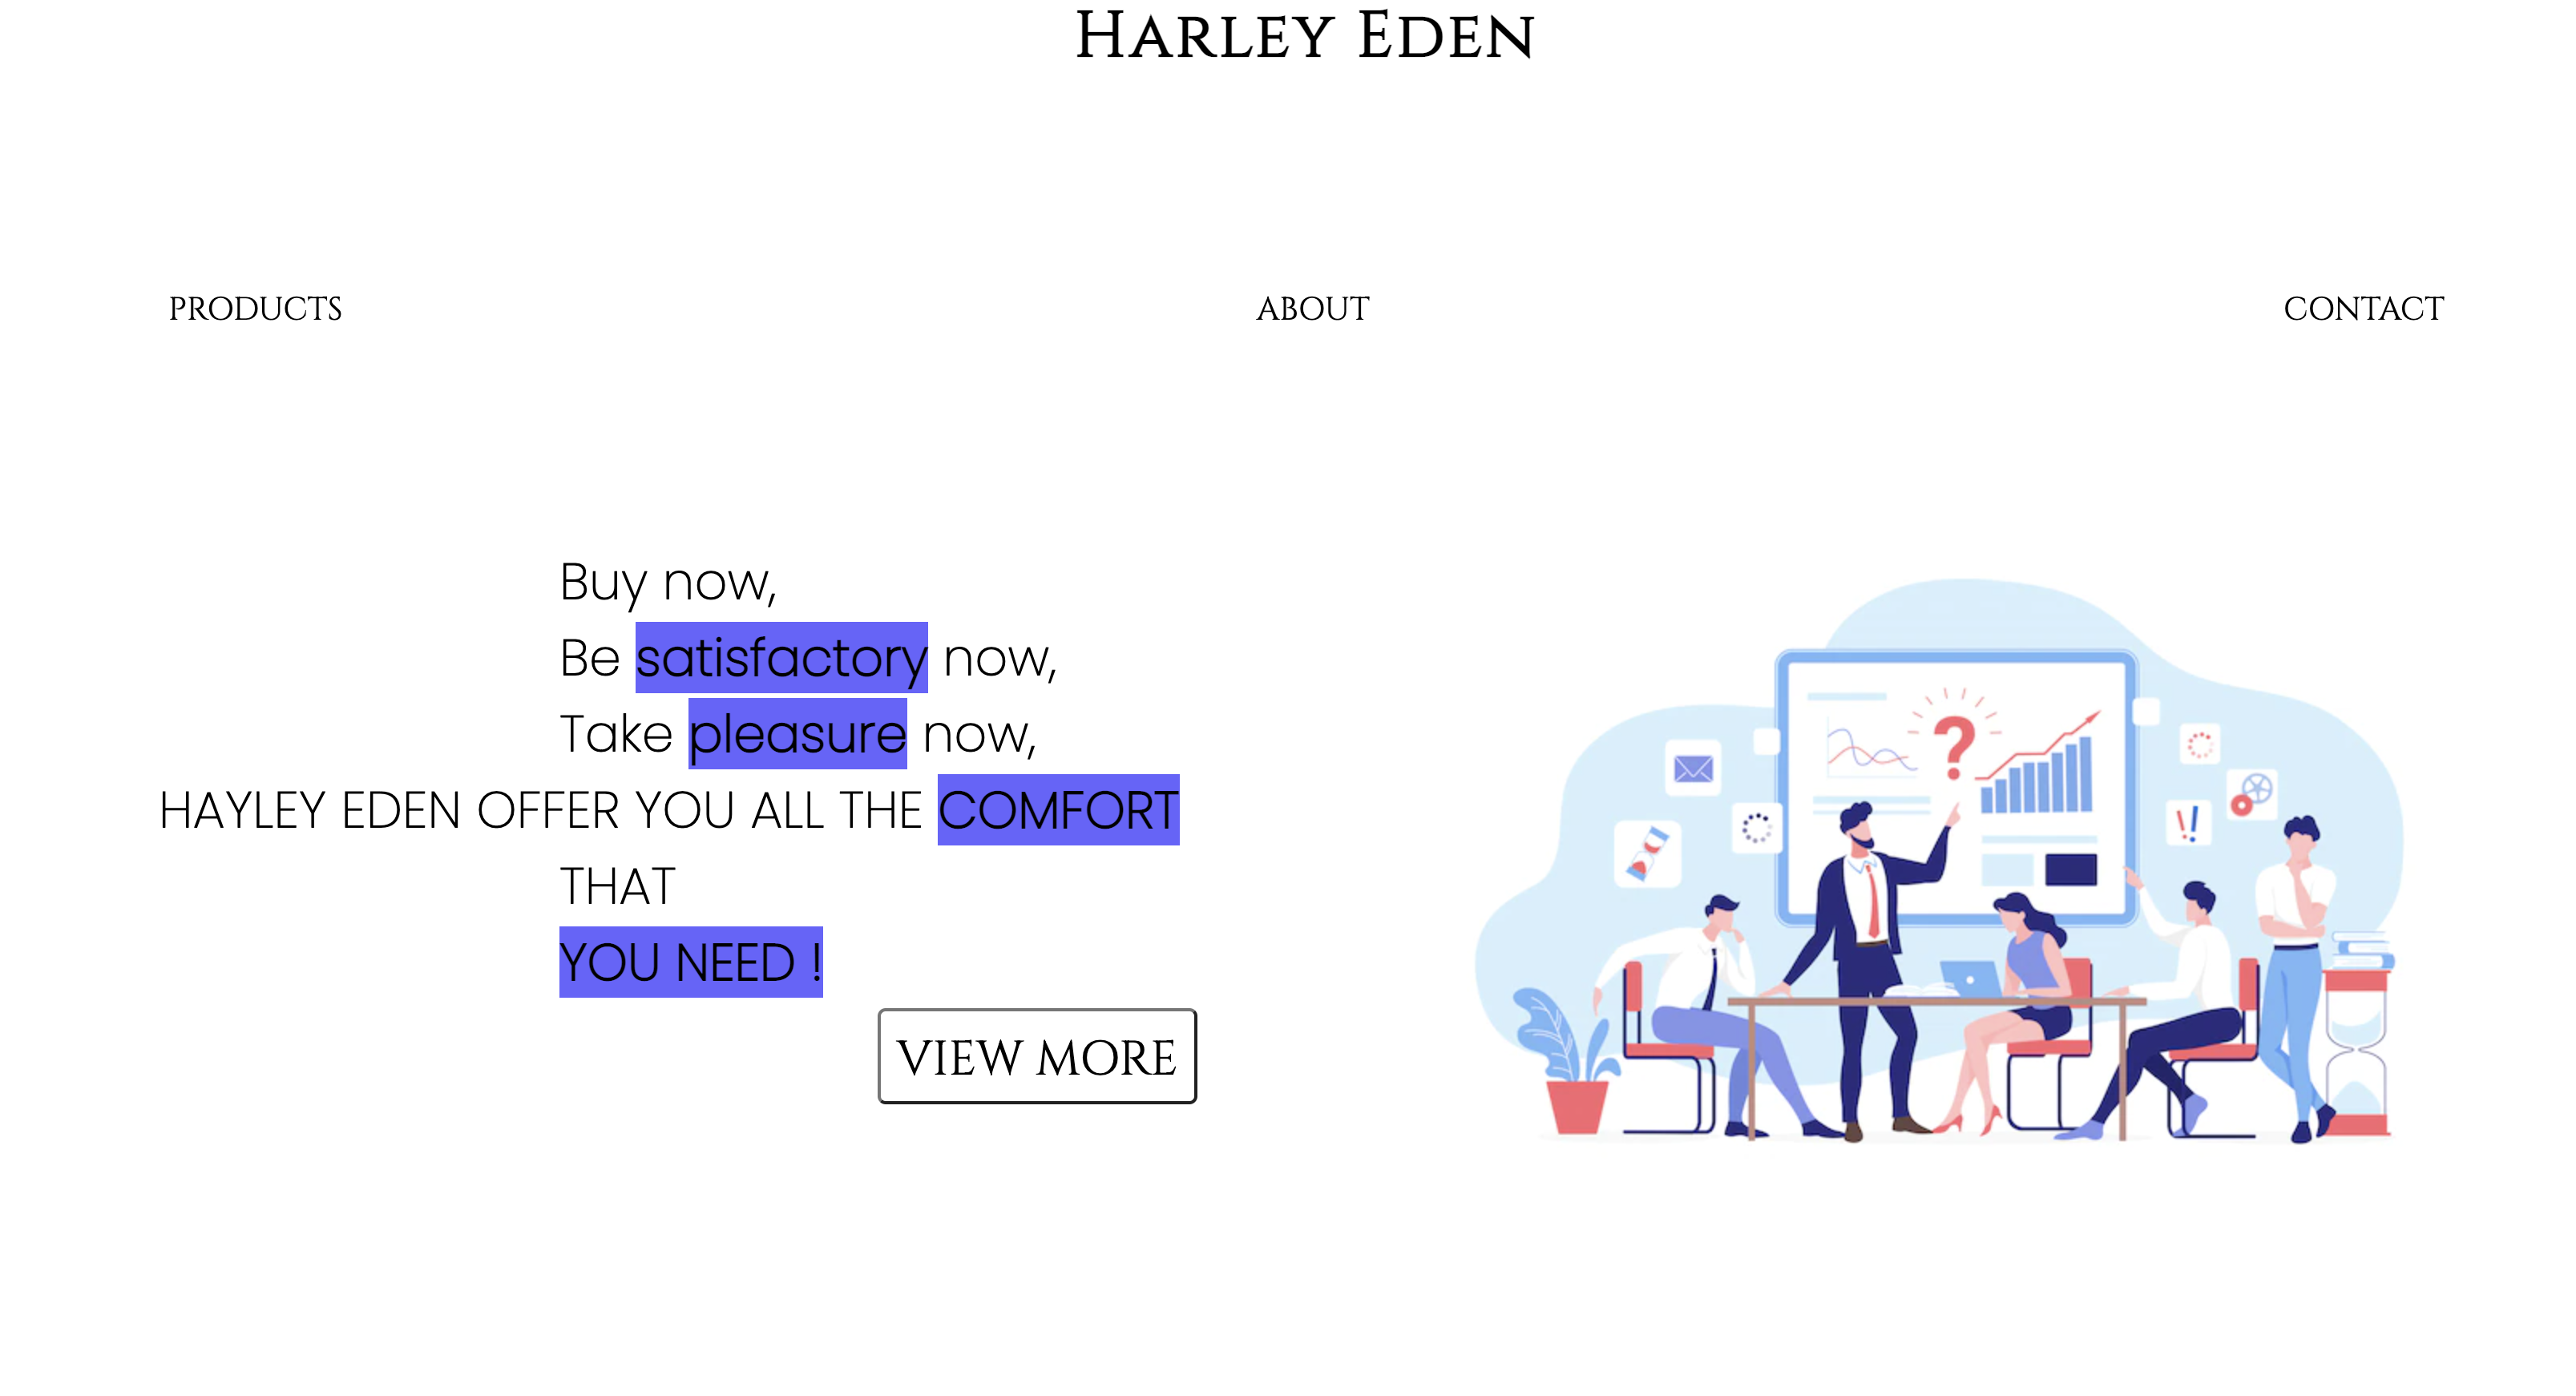 Harley Eden
PRODUCTS
ABOUT
CONTACT
Buy now,
Be satisfactory now,
Take pleasure now,
HAYLEY EDEN OFFER YOU ALL THE COMFORT
THAT
YOU NEED !
VIEW MORE
?
!!